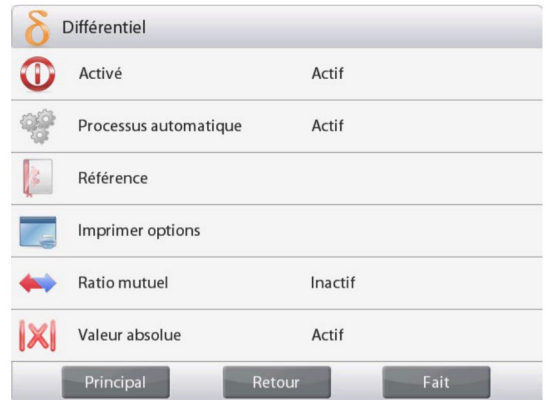 δ Différentiel
Activé Actif
Processus automatique Actif
Référence
Imprimer options
Ratio mutuel Inactif
|X| Valeur absolue Actif
Principal Retour Fait